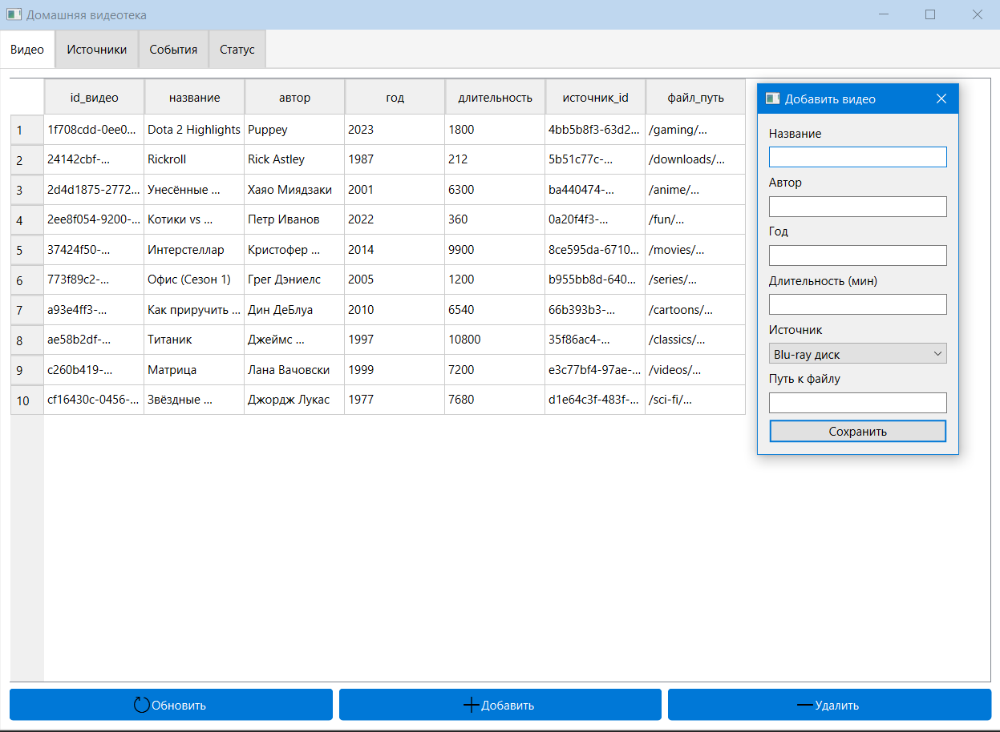 Домашняя видеотека
Видео Источники События Статус
id_видео название автор год длительность источник_id файл_путь
1 1f708cdd-0ee0... Dota 2 Highlights Puppey 2023 1800 4bb5b8f3-63d2... /gaming/...
2 24142cbf-... Rickroll Rick Astley 1987 212 5b51c77c-... /downloads/...
3 2d4d1875-2772... Унесённые ... Хаяо Миядзаки 2001 6300 ba440474-... /anime/...
4 2ee8f054-9200-... Котики vs ... Петр Иванов 2022 360 0a20f4f3-... /fun/...
5 37424f50-... Интерстеллар Кристофер ... 2014 9900 8ce595da-6710... /movies/...
6 773f89c2-... Офис (Сезон 1) Грег Дэниелс 2005 1200 b955bb8d-640... /series/...
7 a93e4ff3-... Как приручить ... Дин ДеБлуа 2010 6540 66b393b3-... /cartoons/...
8 ae58b2df-... Титаник Джеймс ... 1997 10800 35f86ac4-... /classics/...
9 c260b419-... Матрица Лана Вачовски 1999 7200 e3c77bf4-97ae-... /videos/...
10 cf16430c-0456-... Звёздные ... Джордж Лукас 1977 7680 d1e64c3f-483f-... /sci-fi/...
Добавить видео
Название
Автор
Год
Длительность (мин)
Источник
Blu-ray диск
Путь к файлу
Сохранить
Обновить Добавить Удалить